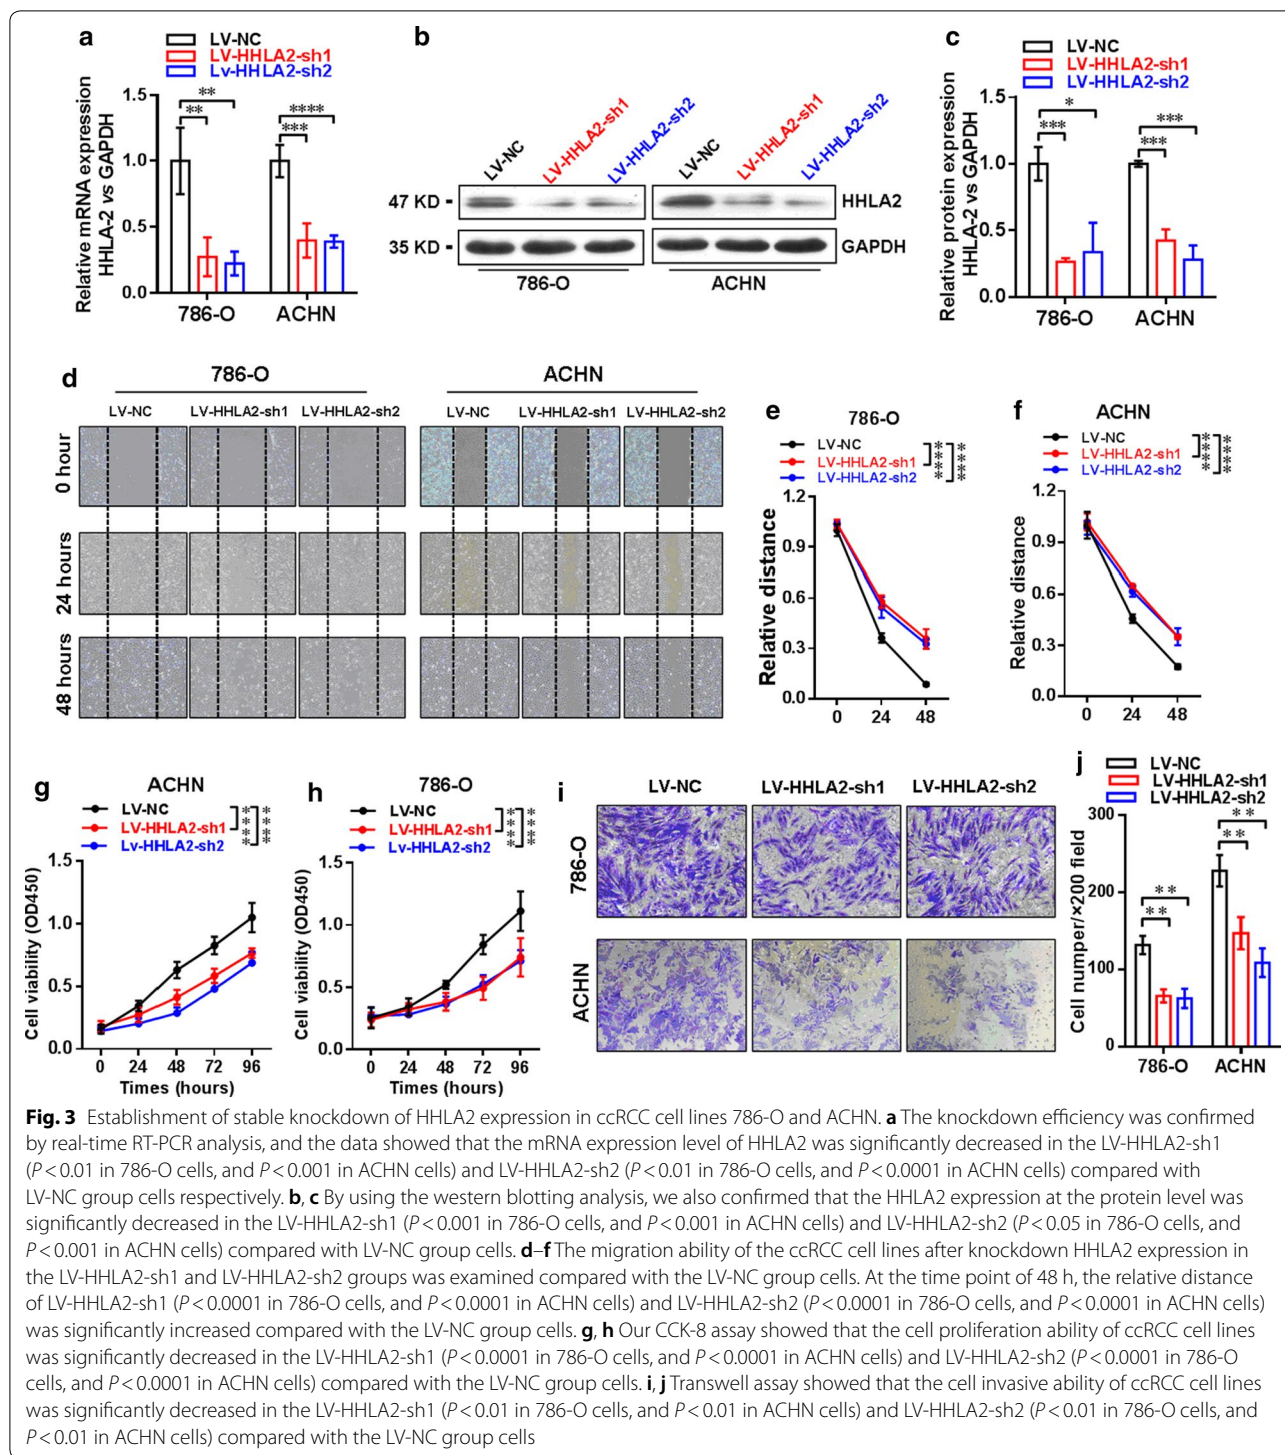 a
LV-NC
LV-HHLA2-sh1
Lv-HHLA2-sh2
Relative mRNA expression
HHLA-2 vs GAPDH
1.5
1.0
0.5
0.0
** ** *** ****
786-O ACHN
b
LV-NC LV-HHLA2-sh1 LV-HHLA2-sh2 LV-NC LV-HHLA2-sh1 LV-HHLA2-sh2
47 KD - HHLA2
35 KD - GAPDH
786-O ACHN
c
LV-NC
LV-HHLA2-sh1
LV-HHLA2-sh2
Relative protein expression
HHLA-2 vs GAPDH
1.5
1.0
0.5
0.0
*** * *** ***
786-O ACHN
d
786-O ACHN
LV-NC LV-HHLA2-sh1 LV-HHLA2-sh2 LV-NC LV-HHLA2-sh1 LV-HHLA2-sh2
0 hour
24 hours
48 hours
e
786-O
LV-NC
LV-HHLA2-sh1
LV-HHLA2-sh2
**** ****
Relative distance
1.2
0.9
0.6
0.3
0.0
0 24 48
f
ACHN
LV-NC
LV-HHLA2-sh1
LV-HHLA2-sh2
**** ****
Relative distance
1.2
0.9
0.6
0.3
0.0
0 24 48
g
ACHN
LV-NC
LV-HHLA2-sh1
Lv-HHLA2-sh2
**** ****
Cell viability (OD450)
1.5
1.0
0.5
0.0
0 24 48 72 96
Times (hours)
h
786-O
LV-NC
LV-HHLA2-sh1
LV-HHLA2-sh2
**** ****
Cell viability (OD450)
1.5
1.0
0.5
0.0
0 24 48 72 96
Times (hours)
i
LV-NC LV-HHLA2-sh1 LV-HHLA2-sh2
786-O
ACHN
j
LV-NC
LV-HHLA2-sh1
LV-HHLA2-sh2
Cell number/×200 field
300
200
100
0
** ** ** **
786-O ACHN
Fig. 3 Establishment of stable knockdown of HHLA2 expression in ccRCC cell lines 786-O and ACHN. a The knockdown efficiency was confirmed
by real-time RT-PCR analysis, and the data showed that the mRNA expression level of HHLA2 was significantly decreased in the LV-HHLA2-sh1
(P < 0.01 in 786-O cells, and P < 0.001 in ACHN cells) and LV-HHLA2-sh2 (P < 0.01 in 786-O cells, and P < 0.0001 in ACHN cells) compared with
LV-NC group cells respectively. b, c By using the western blotting analysis, we also confirmed that the HHLA2 expression at the protein level was
significantly decreased in the LV-HHLA2-sh1 (P < 0.001 in 786-O cells, and P < 0.001 in ACHN cells) and LV-HHLA2-sh2 (P < 0.05 in 786-O cells, and
P < 0.001 in ACHN cells) compared with LV-NC group cells. d–f The migration ability of the ccRCC cell lines after knockdown HHLA2 expression in
the LV-HHLA2-sh1 and LV-HHLA2-sh2 groups was examined compared with the LV-NC group cells. At the time point of 48 h, the relative distance
of LV-HHLA2-sh1 (P < 0.0001 in 786-O cells, and P < 0.0001 in ACHN cells) and LV-HHLA2-sh2 (P < 0.0001 in 786-O cells, and P < 0.0001 in ACHN cells)
was significantly increased compared with the LV-NC group cells. g, h Our CCK-8 assay showed that the cell proliferation ability of ccRCC cell lines
was significantly decreased in the LV-HHLA2-sh1 (P < 0.0001 in 786-O cells, and P < 0.0001 in ACHN cells) and LV-HHLA2-sh2 (P < 0.0001 in 786-O
cells, and P < 0.0001 in ACHN cells) compared with the LV-NC group cells. i, j Transwell assay showed that the cell invasive ability of ccRCC cell lines
was significantly decreased in the LV-HHLA2-sh1 (P < 0.01 in 786-O cells, and P < 0.01 in ACHN cells) and LV-HHLA2-sh2 (P < 0.01 in 786-O cells, and
P < 0.01 in ACHN cells) compared with the LV-NC group cells